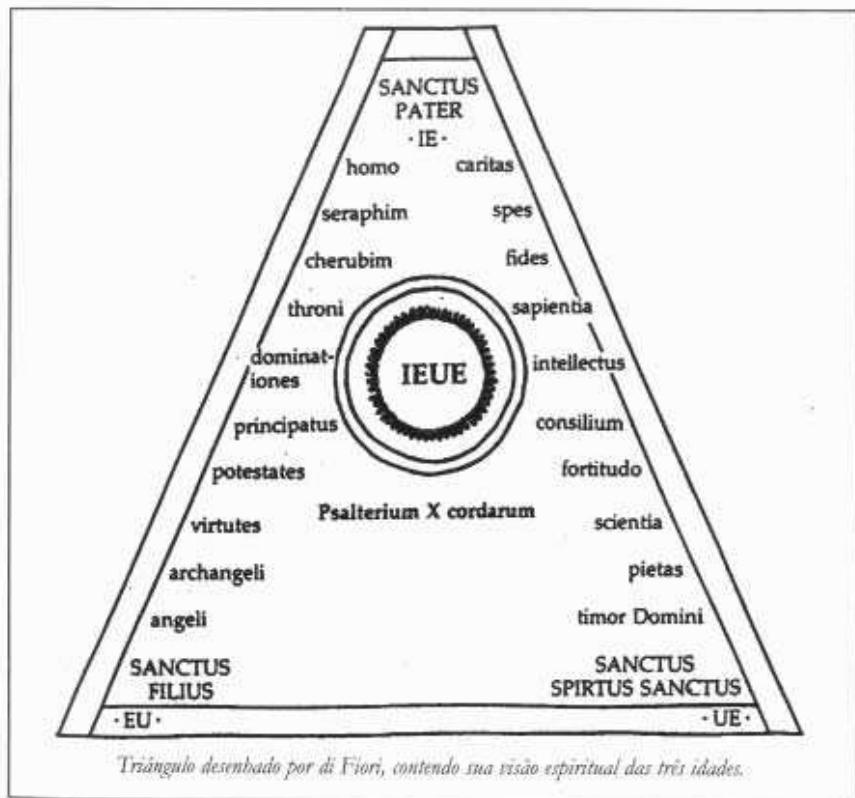 SANCTUS
PATER
· IE ·
homo caritas
seraphim spes
cherubim fides
throni sapientia
dominat-
iones
IEUE
intellectus
principatus consilium
potestates fortitudo
Psalterium X cordarum
virtutes scientia
archangeli pietas
angeli timor Domini
SANCTUS
FILIUS
SANCTUS
SPIRTUS SANCTUS
· EU · · UE ·
Triângulo desenhado por di Fiori, contendo sua visão espiritual das três idades.